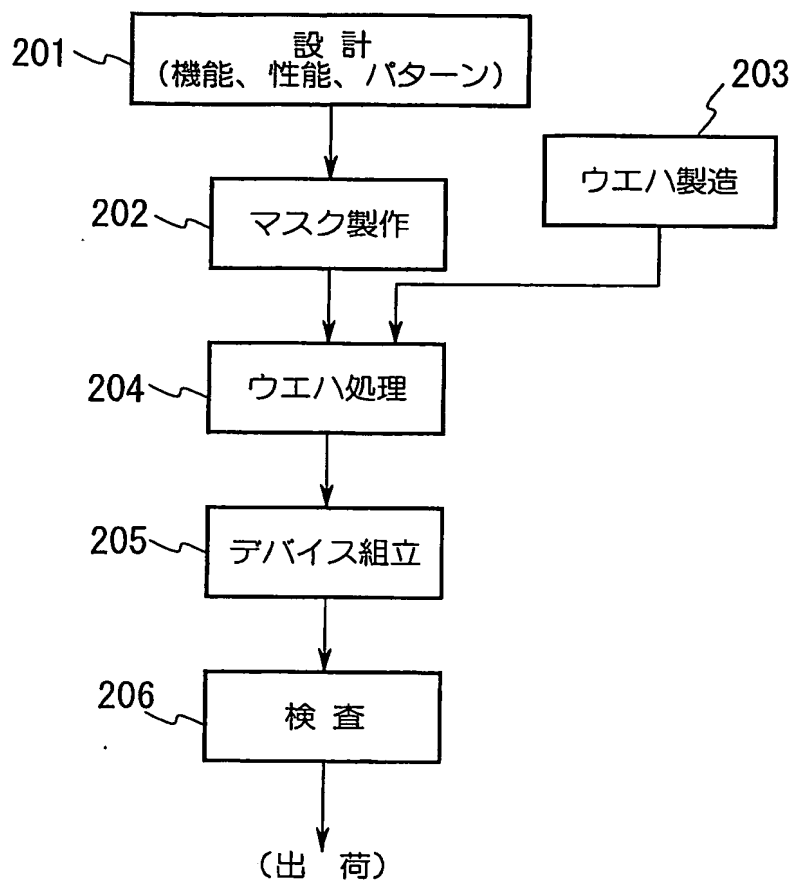 201
設 計
(機能、性能、パターン)
203
ウエハ製造
202
マスク製作
204
ウエハ処理
205
デバイス組立
206
検 査
(出 荷)